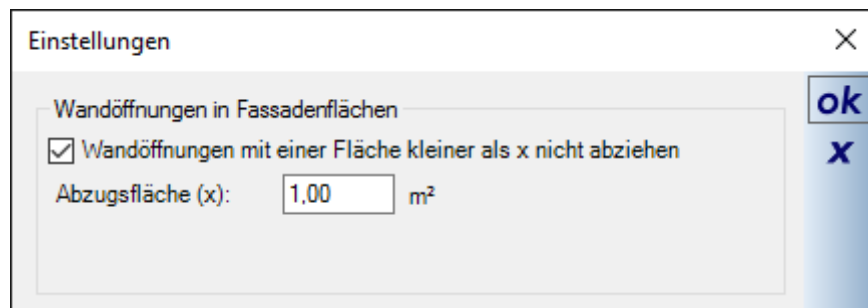 Einstellungen
ok
x
Wandöffnungen in Fassadenflächen
Wandöffnungen mit einer Fläche kleiner als x nicht abziehen
Abzugsfläche (x): 1,00 m²